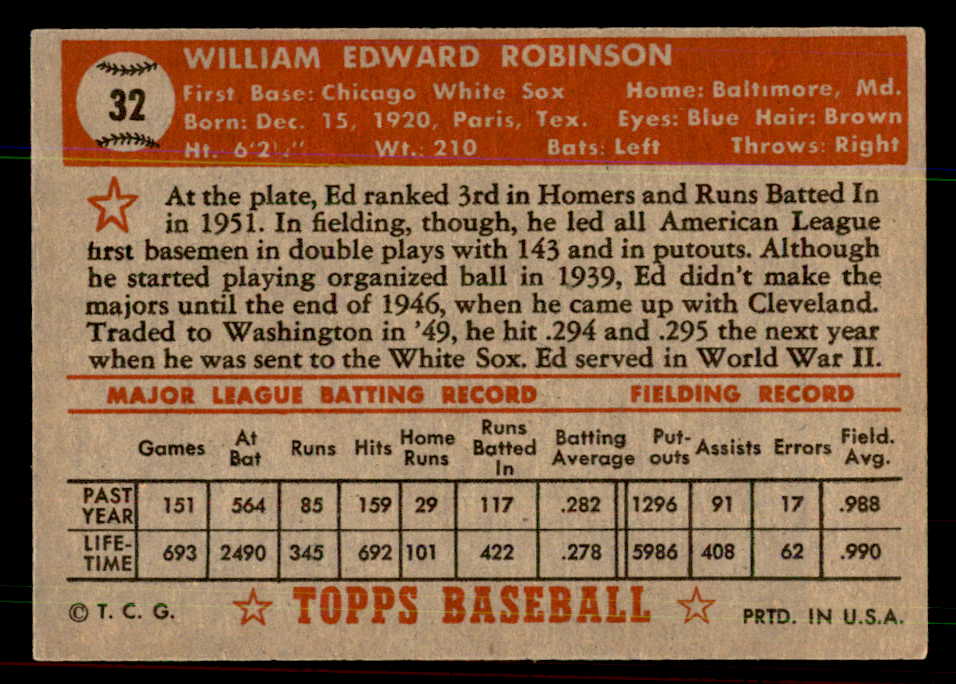 32
WILLIAM EDWARD ROBINSON
First Base: Chicago White Sox Home: Baltimore, Md.
Born: Dec. 15, 1920, Paris, Tex. Eyes: Blue Hair: Brown
Ht. 6'2½" Wt.: 210 Bats: Left Throws: Right
At the plate, Ed ranked 3rd in Homers and Runs Batted In
in 1951. In fielding, though, he led all American League
first basemen in double plays with 143 and in putouts. Although
he started playing organized ball in 1939, Ed didn't make the
majors until the end of 1946, when he came up with Cleveland.
Traded to Washington in '49, he hit .294 and .295 the next year
when he was sent to the White Sox. Ed served in World War II.
MAJOR LEAGUE BATTING RECORD FIELDING RECORD
Games At Bat Runs Hits Home Runs Runs Batted In Batting Average Put-outs Assists Errors Field. Avg.
PAST YEAR 151 564 85 159 29 117 .282 1296 91 17 .988
LIFE-TIME 693 2490 345 692 101 422 .278 5986 408 62 .990
© T. C. G. TOPPS BASEBALL PRTD. IN U.S.A.